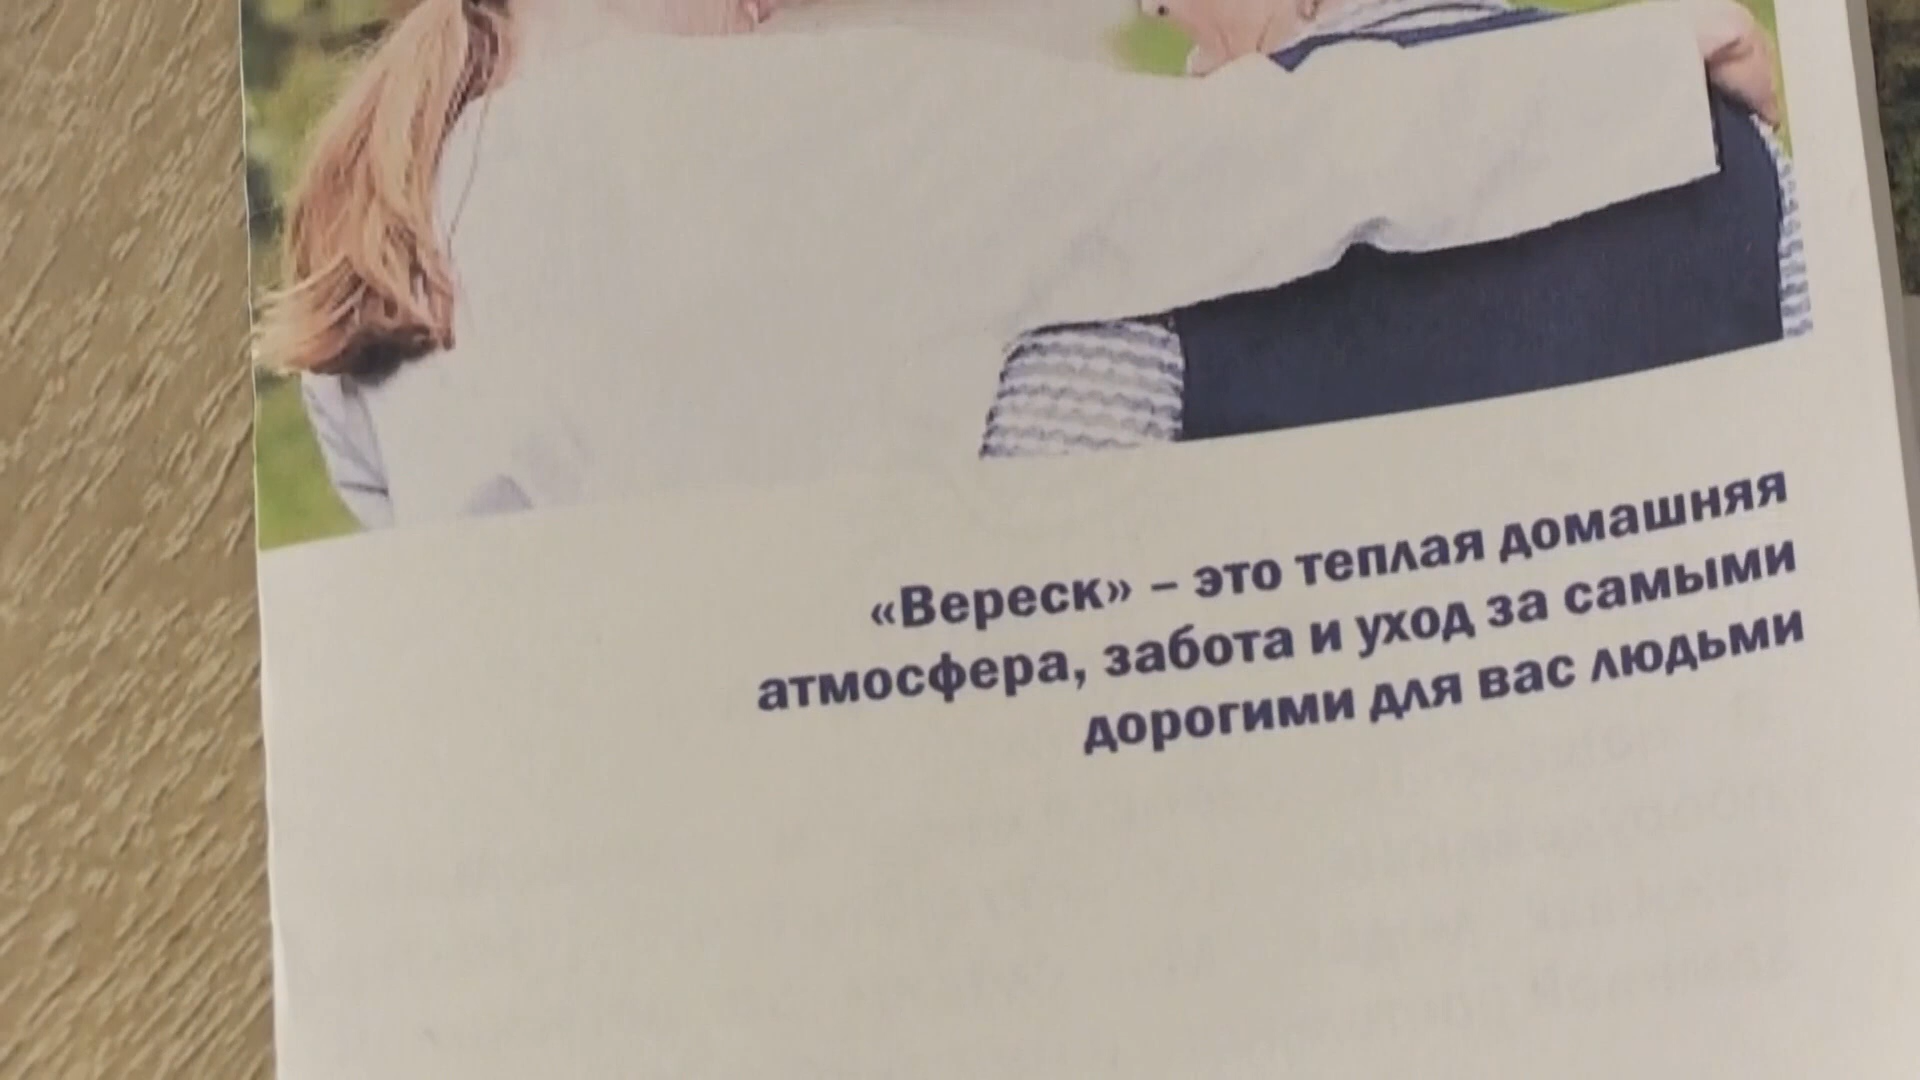 «Вереск» – это теплая домашняя
атмосфера, забота и уход за самыми
дорогими для вас людьми